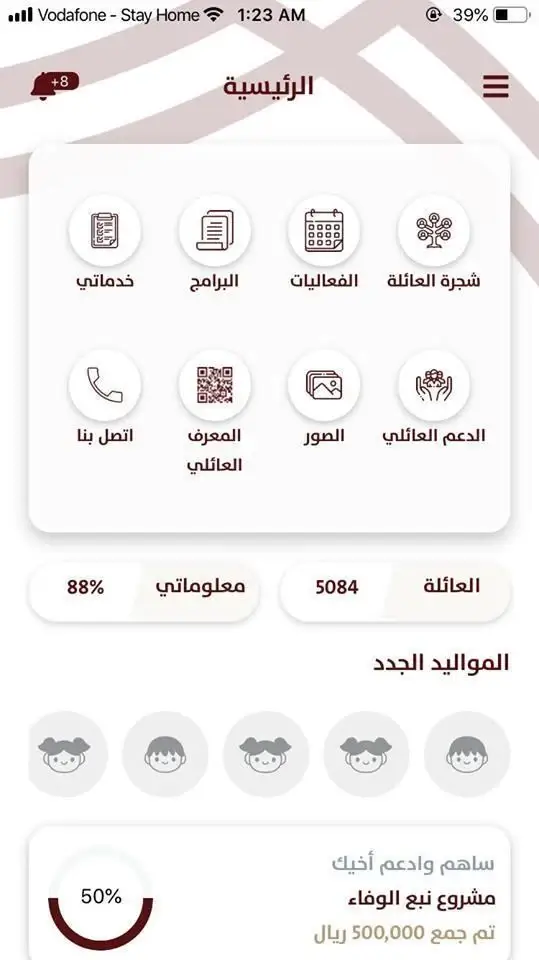 Vodafone - Stay Home 1:23 AM 39%
الرئيسية
+8
شجرة العائلة
الفعاليات
البرامج
خدماتي
الدعم العائلي
الصور
المعرف
العائلي
اتصل بنا
العائلة 5084
معلوماتي 88%
المواليد الجدد
ساهم وادعم أخيك
مشروع نبع الوفاء
تم جمع 500,000 ريال
50%